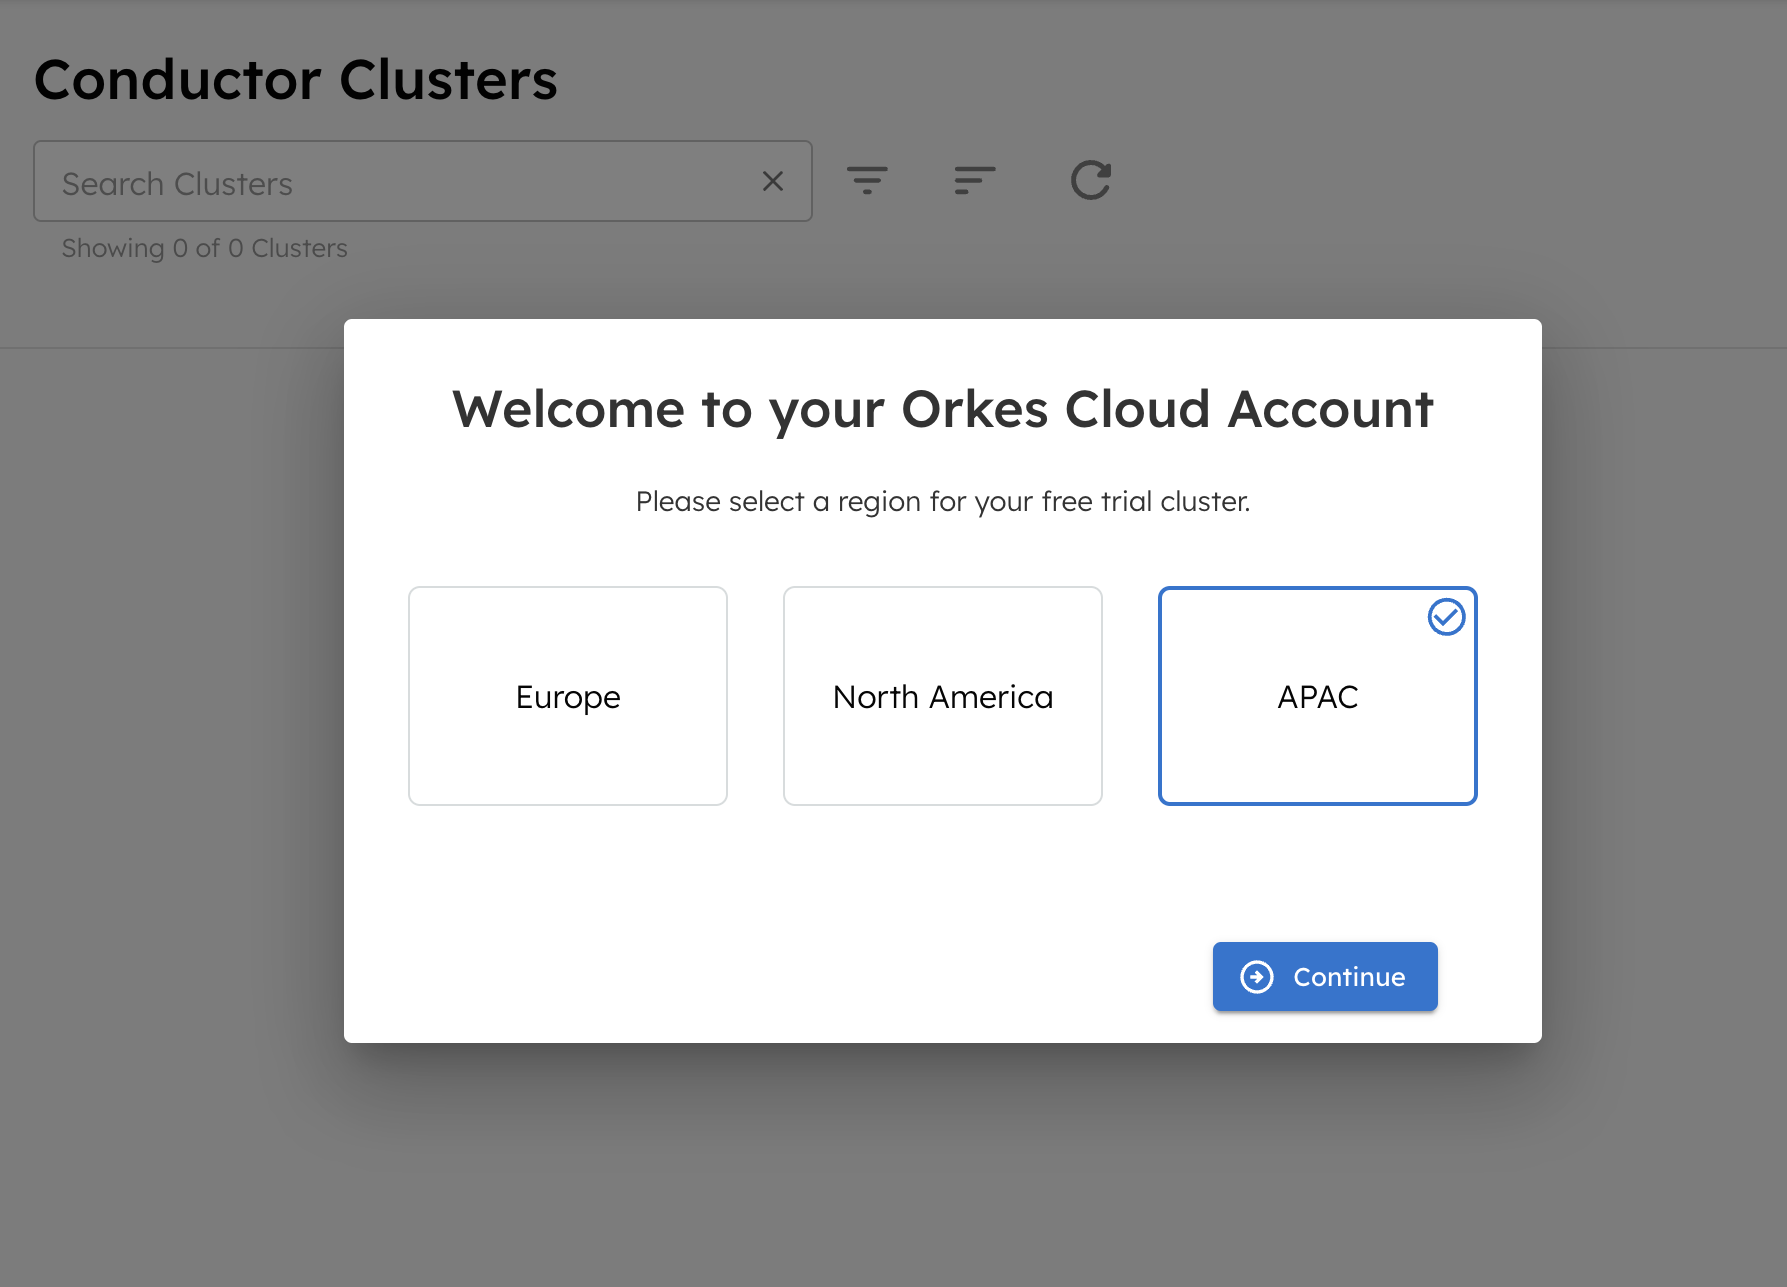 Conductor Clusters
Search Clusters
Showing 0 of 0 Clusters
Welcome to your Orkes Cloud Account
Please select a region for your free trial cluster.
Europe
North America
APAC
Continue